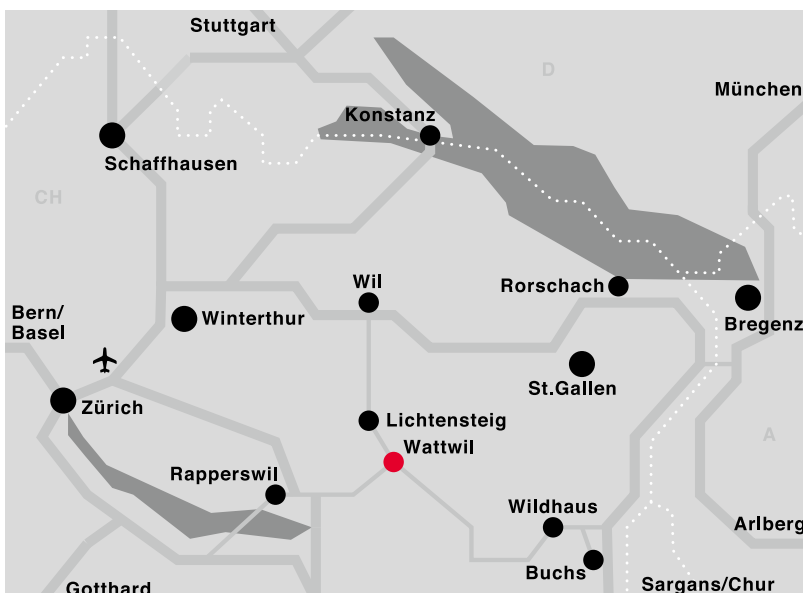 Stuttgart
D
München
Konstanz
Schaffhausen
CH
Wil
Rorschach
Bern/
Basel
Winterthur
Bregenz
St.Gallen
Zürich
Lichtensteig
Wattwil
A
Rapperswil
Wildhaus
Arlberg
Buchs
Gotthard
Sargans/Chur